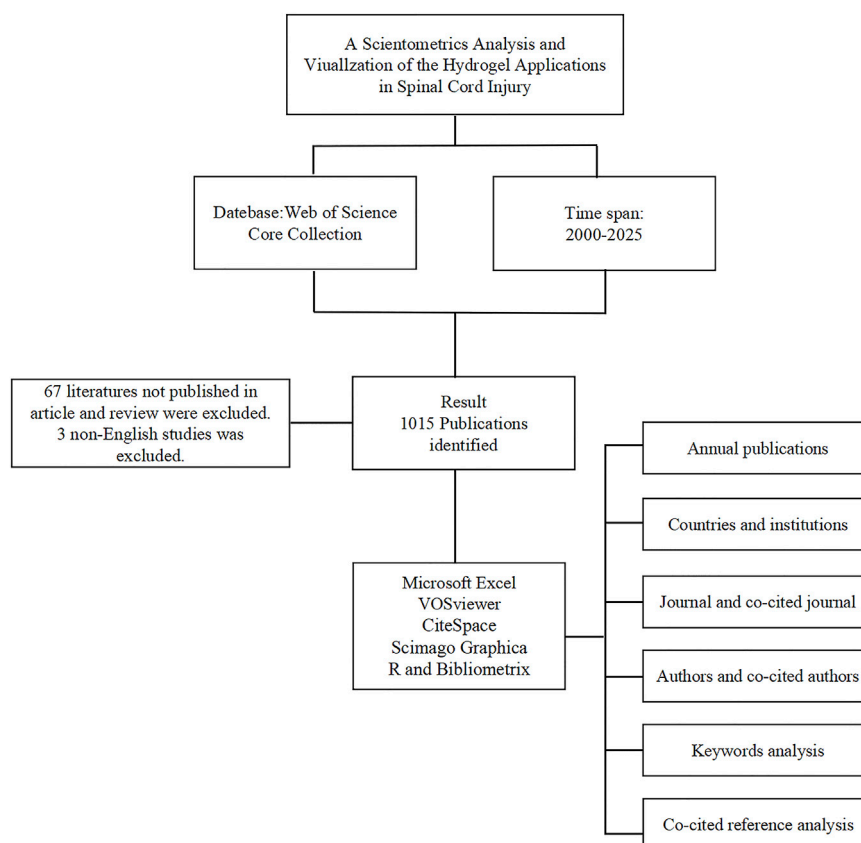 A Scientometrics Analysis and
Viuallzation of the Hydrogel Applications
in Spinal Cord Injury
Datebase:Web of Science
Core Collection
Time span:
2000-2025
67 literatures not published in
article and review were excluded.
3 non-English studies was
excluded.
Result
1015 Publications
identified
Microsoft Excel
VOSviewer
CiteSpace
Scimago Graphica
R and Bibliometrix
Annual publications
Countries and institutions
Journal and co-cited journal
Authors and co-cited authors
Keywords analysis
Co-cited reference analysis